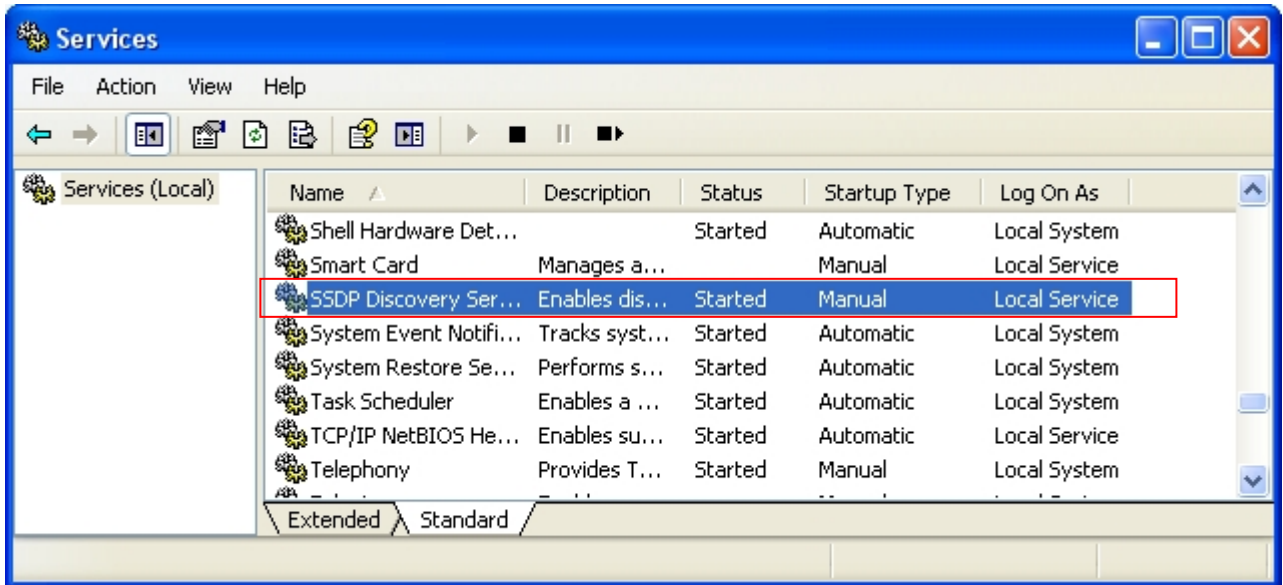 Services
File Action View Help
Services (Local)
Name Description Status Startup Type Log On As
Shell Hardware Det... Started Automatic Local System
Smart Card Manages a... Manual Local Service
SSDP Discovery Ser... Enables dis... Started Manual Local Service
System Event Notifi... Tracks syst... Started Automatic Local System
System Restore Se... Performs s... Started Automatic Local System
Task Scheduler Enables a ... Started Automatic Local System
TCP/IP NetBIOS He... Enables su... Started Automatic Local Service
Telephony Provides T... Started Manual Local System
Extended Standard